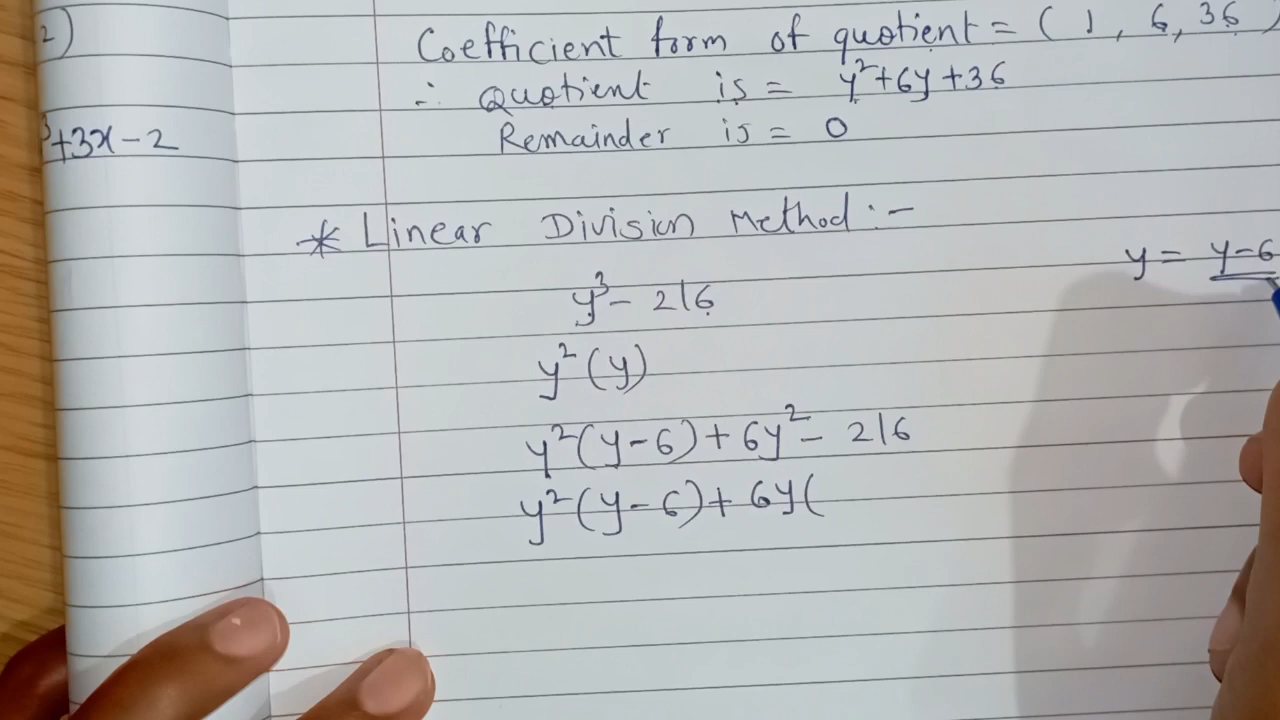 2)
Coefficient form of quotient = ( 1 , 6, 36 )
∴ Quotient is = y²+6y+36
³+3x-2
Remainder is = 0
* Linear Division Method :-
y = y-6
y³ - 216
y² (y)
y²(y-6) + 6y² - 216
y²(y-6) + 6y(